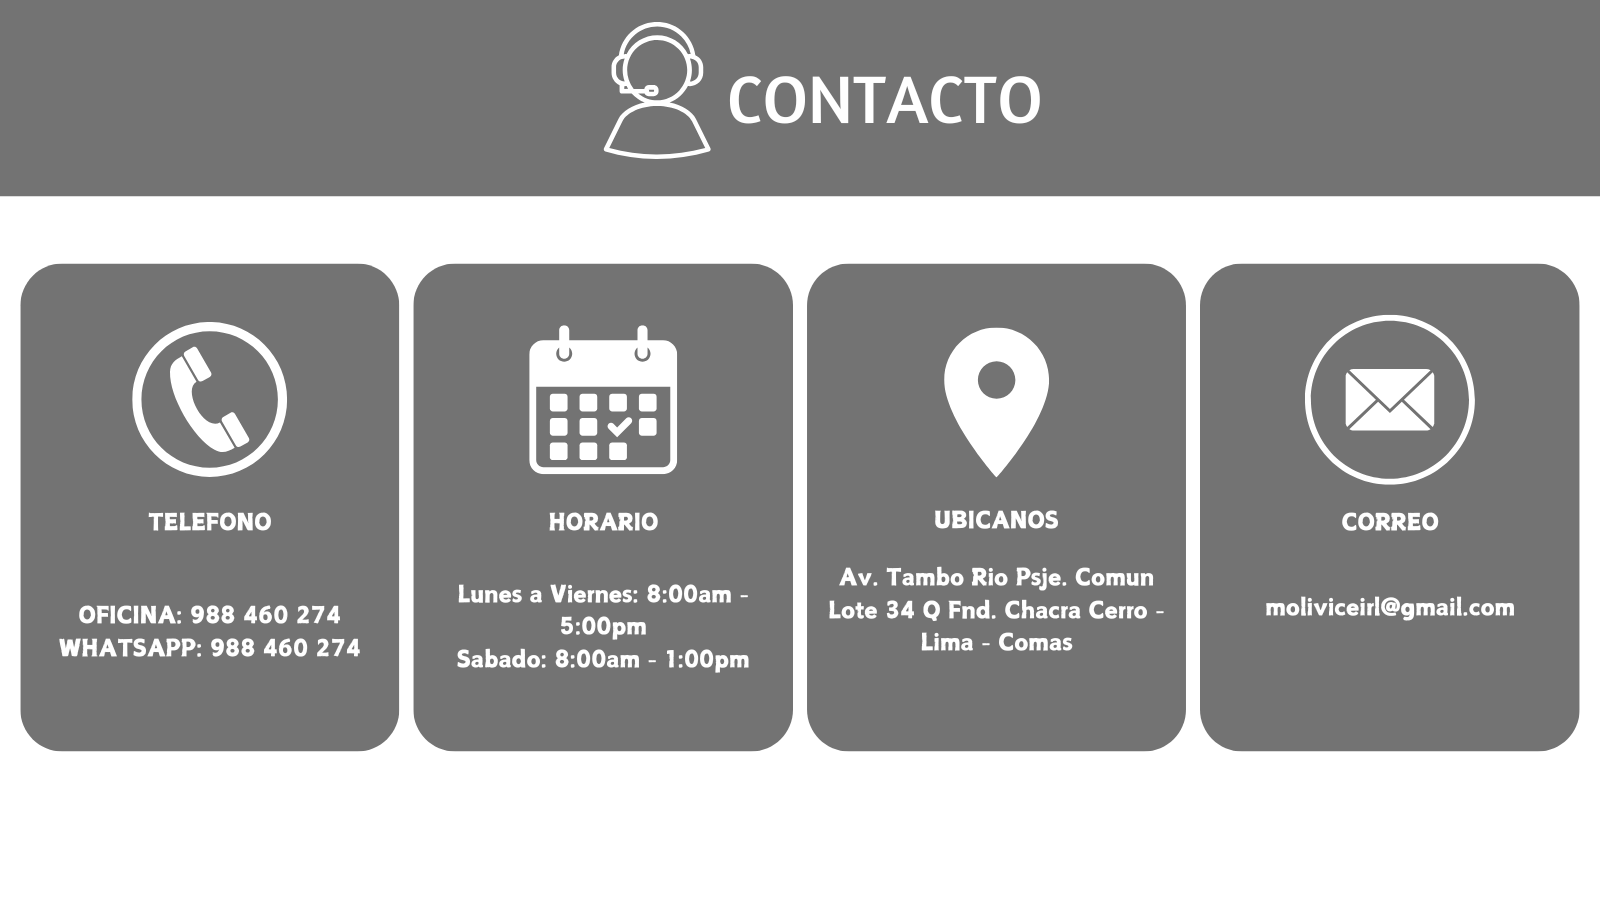 CONTACTO
TELEFONO
OFICINA: 988 460 274
WHATSAPP: 988 460 274
HORARIO
Lunes a Viernes: 8:00am -
5:00pm
Sabado: 8:00am - 1:00pm
UBICANOS
Av. Tambo Rio Psje. Comun
Lote 34 Q Fnd. Chacra Cerro -
Lima - Comas
CORREO
moliviceirl@gmail.com